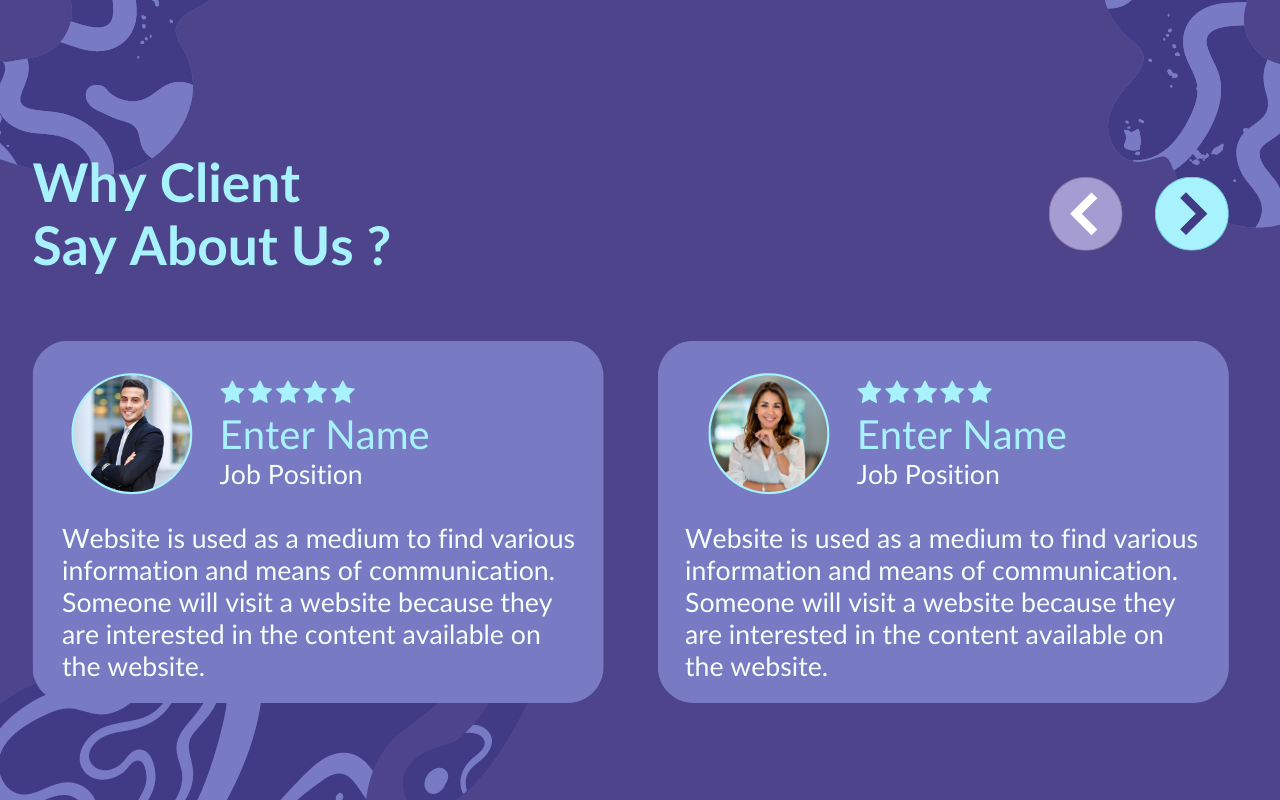 Why Client
Say About Us ?
Enter Name
Job Position
Website is used as a medium to find various
information and means of communication.
Someone will visit a website because they
are interested in the content available on
the website.
Enter Name
Job Position
Website is used as a medium to find various
information and means of communication.
Someone will visit a website because they
are interested in the content available on
the website.